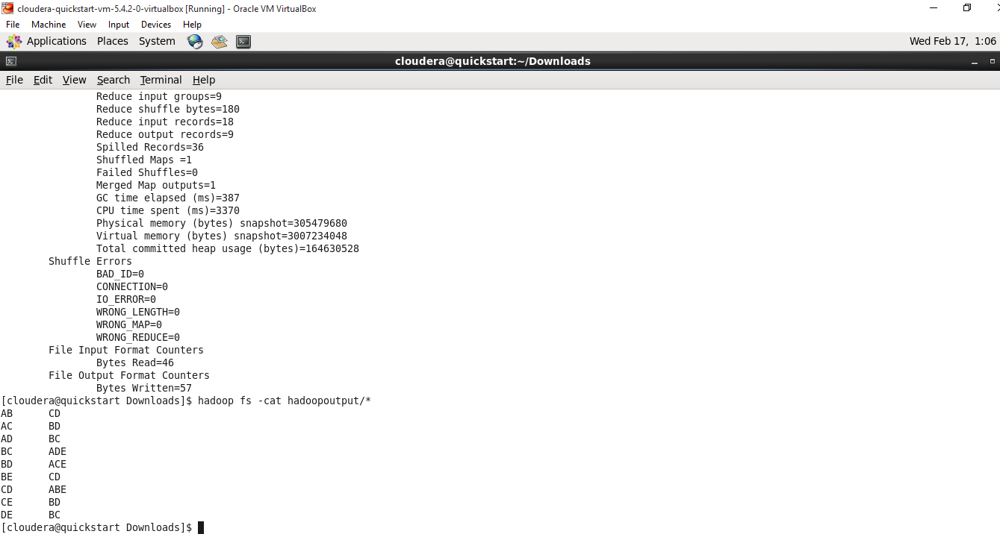 cloudera-quickstart-vm-5.4.2-0-virtualbox [Running] - Oracle VM VirtualBox
File Machine View Input Devices Help
Applications Places System Wed Feb 17, 1:06
cloudera@quickstart:~/Downloads
File Edit View Search Terminal Help
Reduce input groups=9
Reduce shuffle bytes=180
Reduce input records=18
Reduce output records=9
Spilled Records=36
Shuffled Maps =1
Failed Shuffles=0
Merged Map outputs=1
GC time elapsed (ms)=387
CPU time spent (ms)=3370
Physical memory (bytes) snapshot=305479680
Virtual memory (bytes) snapshot=3007234048
Total committed heap usage (bytes)=164630528
Shuffle Errors
BAD_ID=0
CONNECTION=0
IO_ERROR=0
WRONG_LENGTH=0
WRONG_MAP=0
WRONG_REDUCE=0
File Input Format Counters
Bytes Read=46
File Output Format Counters
Bytes Written=57
[cloudera@quickstart Downloads]$ hadoop fs -cat hadoopoutput/*
AB CD
AC BD
AD BC
BC ADE
BD ACE
BE CD
CD ABE
CE BD
DE BC
[cloudera@quickstart Downloads]$